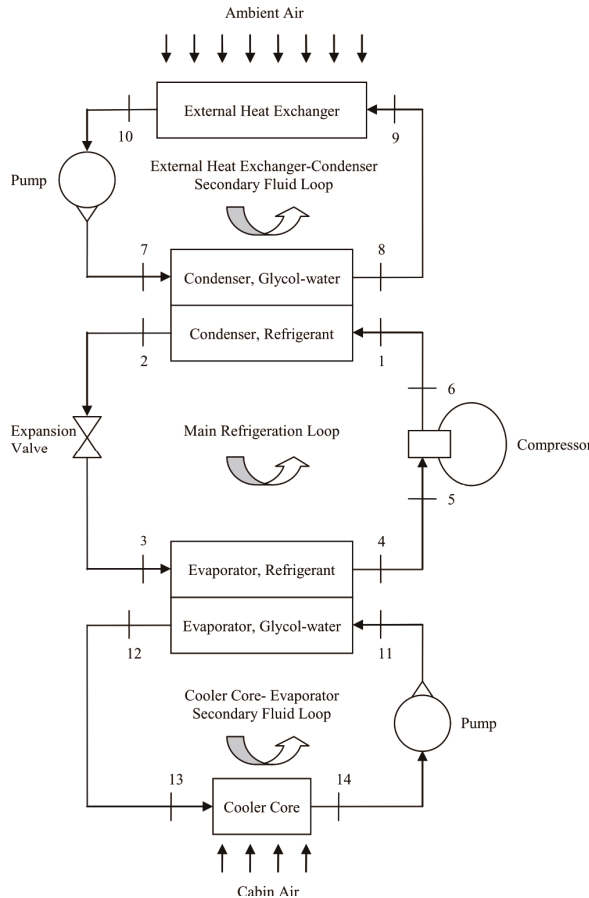 Ambient Air
External Heat Exchanger
10
9
Pump
External Heat Exchanger-Condenser
Secondary Fluid Loop
7
8
Condenser, Glycol-water
Condenser, Refrigerant
2
1
6
Expansion
Valve
Main Refrigeration Loop
Compressor
5
3
4
Evaporator, Refrigerant
Evaporator, Glycol-water
12
11
Cooler Core- Evaporator
Secondary Fluid Loop
Pump
13
14
Cooler Core
Cabin Air